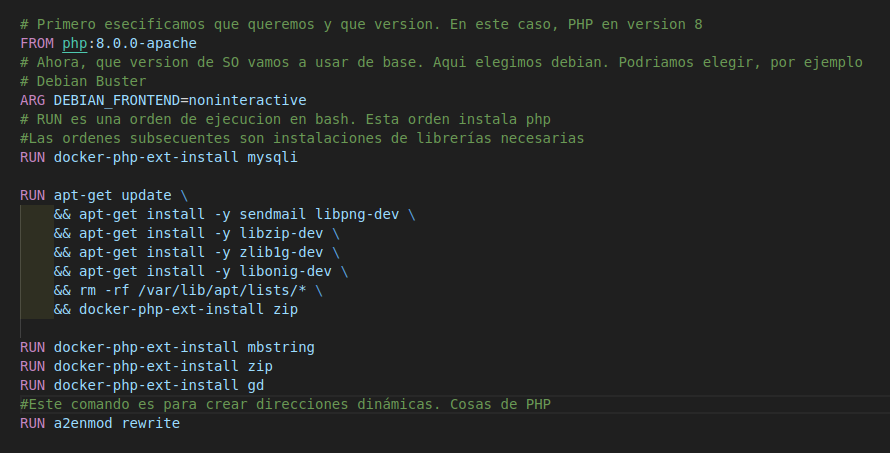 # Primero esecificamos que queremos y que version. En este caso, PHP en version 8
FROM php:8.0.0-apache
# Ahora, que version de SO vamos a usar de base. Aqui elegimos debian. Podriamos elegir, por ejemplo
# Debian Buster
ARG DEBIAN_FRONTEND=noninteractive
# RUN es una orden de ejecucion en bash. Esta orden instala php
#Las ordenes subsecuentes son instalaciones de librerías necesarias
RUN docker-php-ext-install mysqli
RUN apt-get update \
&& apt-get install -y sendmail libpng-dev \
&& apt-get install -y libzip-dev \
&& apt-get install -y zlib1g-dev \
&& apt-get install -y libonig-dev \
&& rm -rf /var/lib/apt/lists/* \
&& docker-php-ext-install zip
RUN docker-php-ext-install mbstring
RUN docker-php-ext-install zip
RUN docker-php-ext-install gd
#Este comando es para crear direcciones dinámicas. Cosas de PHP
RUN a2enmod rewrite